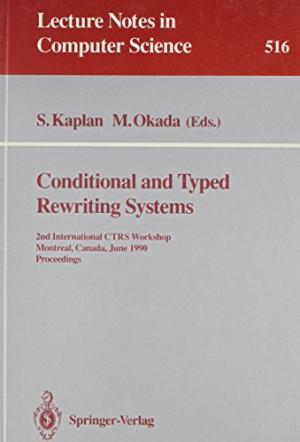 Lecture Notes in
Computer Science
516
S. Kaplan M. Okada (Eds.)
Conditional and Typed
Rewriting Systems
2nd International CTRS Workshop
Montreal, Canada, June 1990
Proceedings
Springer-Verlag